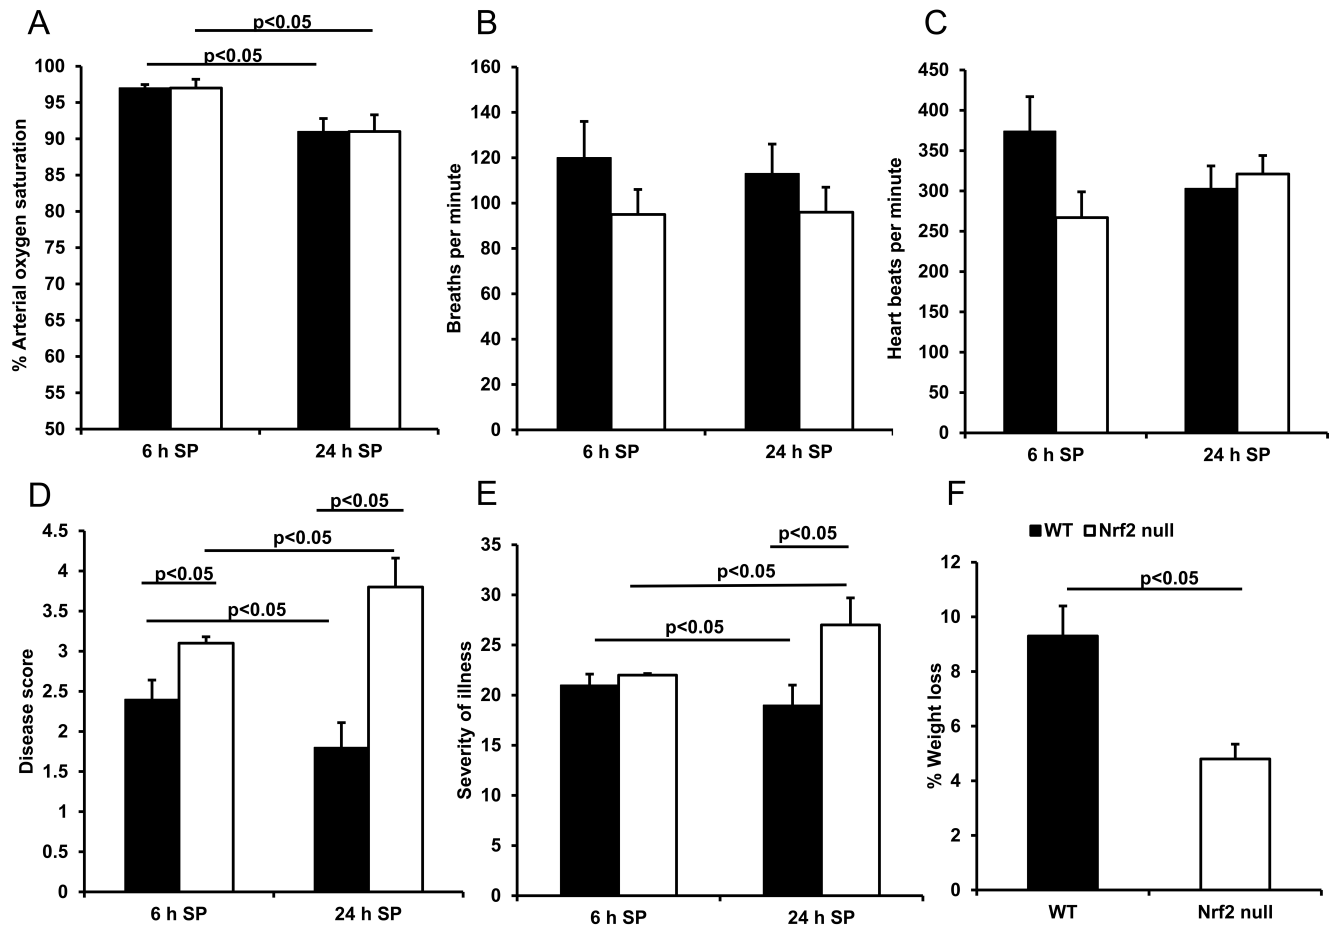 A
p<0.05
p<0.05
100
95
90
85
80
75
70
65
60
55
50
% Arterial oxygen saturation
6 h SP
24 h SP
B
160
140
120
100
80
60
40
20
0
Breaths per minute
6 h SP
24 h SP
C
450
400
350
300
250
200
150
100
50
0
Heart beats per minute
6 h SP
24 h SP
D
p<0.05
p<0.05
p<0.05
p<0.05
4.5
4
3.5
3
2.5
2
1.5
1
0.5
0
Disease score
6 h SP
24 h SP
E
p<0.05
p<0.05
p<0.05
35
30
25
20
15
10
5
0
Severity of illness
6 h SP
24 h SP
F
WT Nrf2 null
p<0.05
12
10
8
6
4
2
0
% Weight loss
WT
Nrf2 null